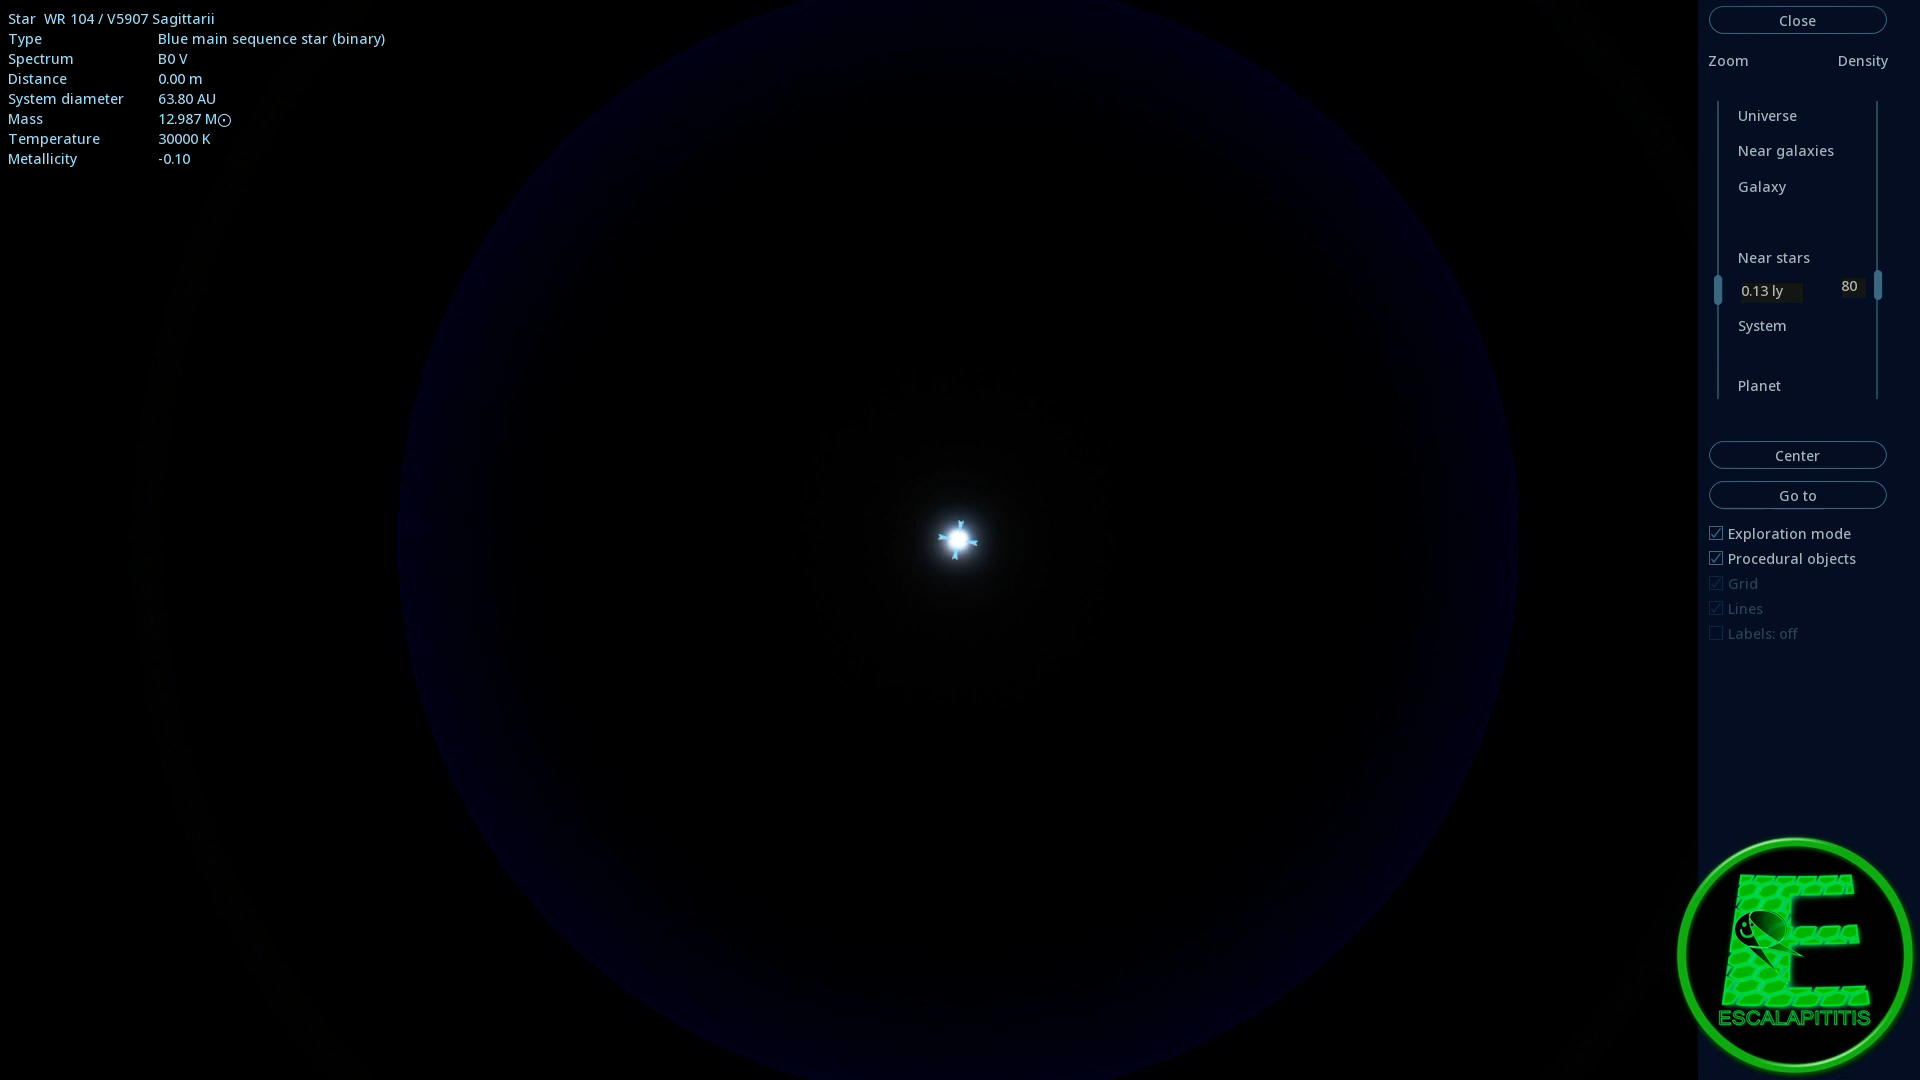 Star WR 104 / V5907 Sagittarii
Type Blue main sequence star (binary)
Spectrum B0 V
Distance 0.00 m
System diameter 63.80 AU
Mass 12.987 M☉
Temperature 30000 K
Metallicity -0.10
Close
Zoom Density
Universe
Near galaxies
Galaxy
Near stars
0.13 ly 80
System
Planet
Center
Go to
Exploration mode
Procedural objects
Grid
Lines
Labels: off
E
ESCALAPITITIS